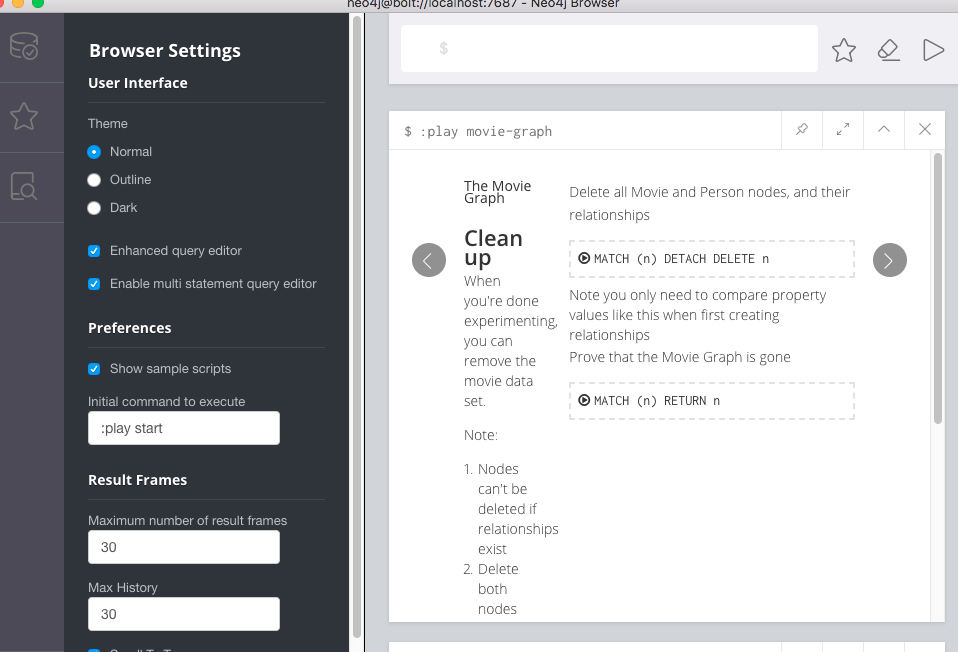 neo4j@bolt://localhost:7687 - Neo4j Browser
Browser Settings
User Interface
Theme
Normal
Outline
Dark
Enhanced query editor
Enable multi statement query editor
Preferences
Show sample scripts
Initial command to execute
:play start
Result Frames
Maximum number of result frames
30
Max History
30
$
$ :play movie-graph
The Movie
Graph
Clean
up
When
you're done
experimenting,
you can
remove the
movie data
set.
Note:
1. Nodes
can't be
deleted if
relationships
exist
2. Delete
both
nodes
Delete all Movie and Person nodes, and their
relationships
MATCH (n) DETACH DELETE n
Note you only need to compare property
values like this when first creating
relationships
Prove that the Movie Graph is gone
MATCH (n) RETURN n